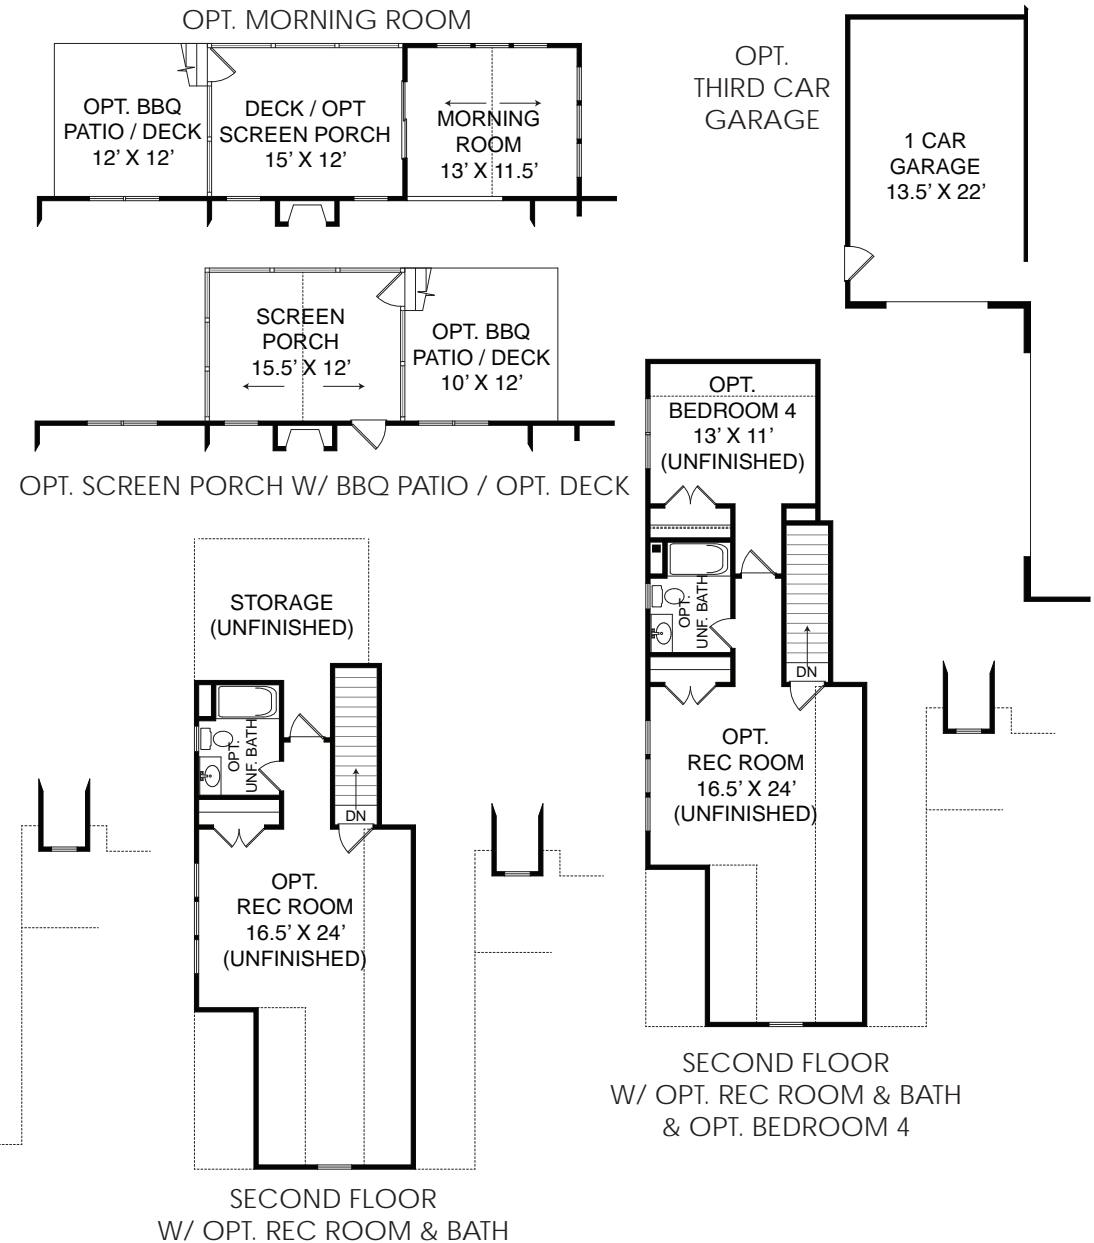 OPT. MORNING ROOM
OPT. BBQ
PATIO / DECK
12’ X 12’
DECK / OPT
SCREEN PORCH
15’ X 12’
MORNING
ROOM
13’ X 11.5’
OPT.
THIRD CAR
GARAGE
1 CAR
GARAGE
13.5’ X 22’
SCREEN
PORCH
15.5’ X 12’
OPT. BBQ
PATIO / DECK
10’ X 12’
OPT. SCREEN PORCH W/ BBQ PATIO / OPT. DECK
OPT.
BEDROOM 4
13’ X 11’
(UNFINISHED)
OPT.
UNF. BATH
DN
OPT.
REC ROOM
16.5’ X 24’
(UNFINISHED)
SECOND FLOOR
W/ OPT. REC ROOM & BATH
& OPT. BEDROOM 4
STORAGE
(UNFINISHED)
OPT.
UNF. BATH
DN
OPT.
REC ROOM
16.5’ X 24’
(UNFINISHED)
SECOND FLOOR
W/ OPT. REC ROOM & BATH